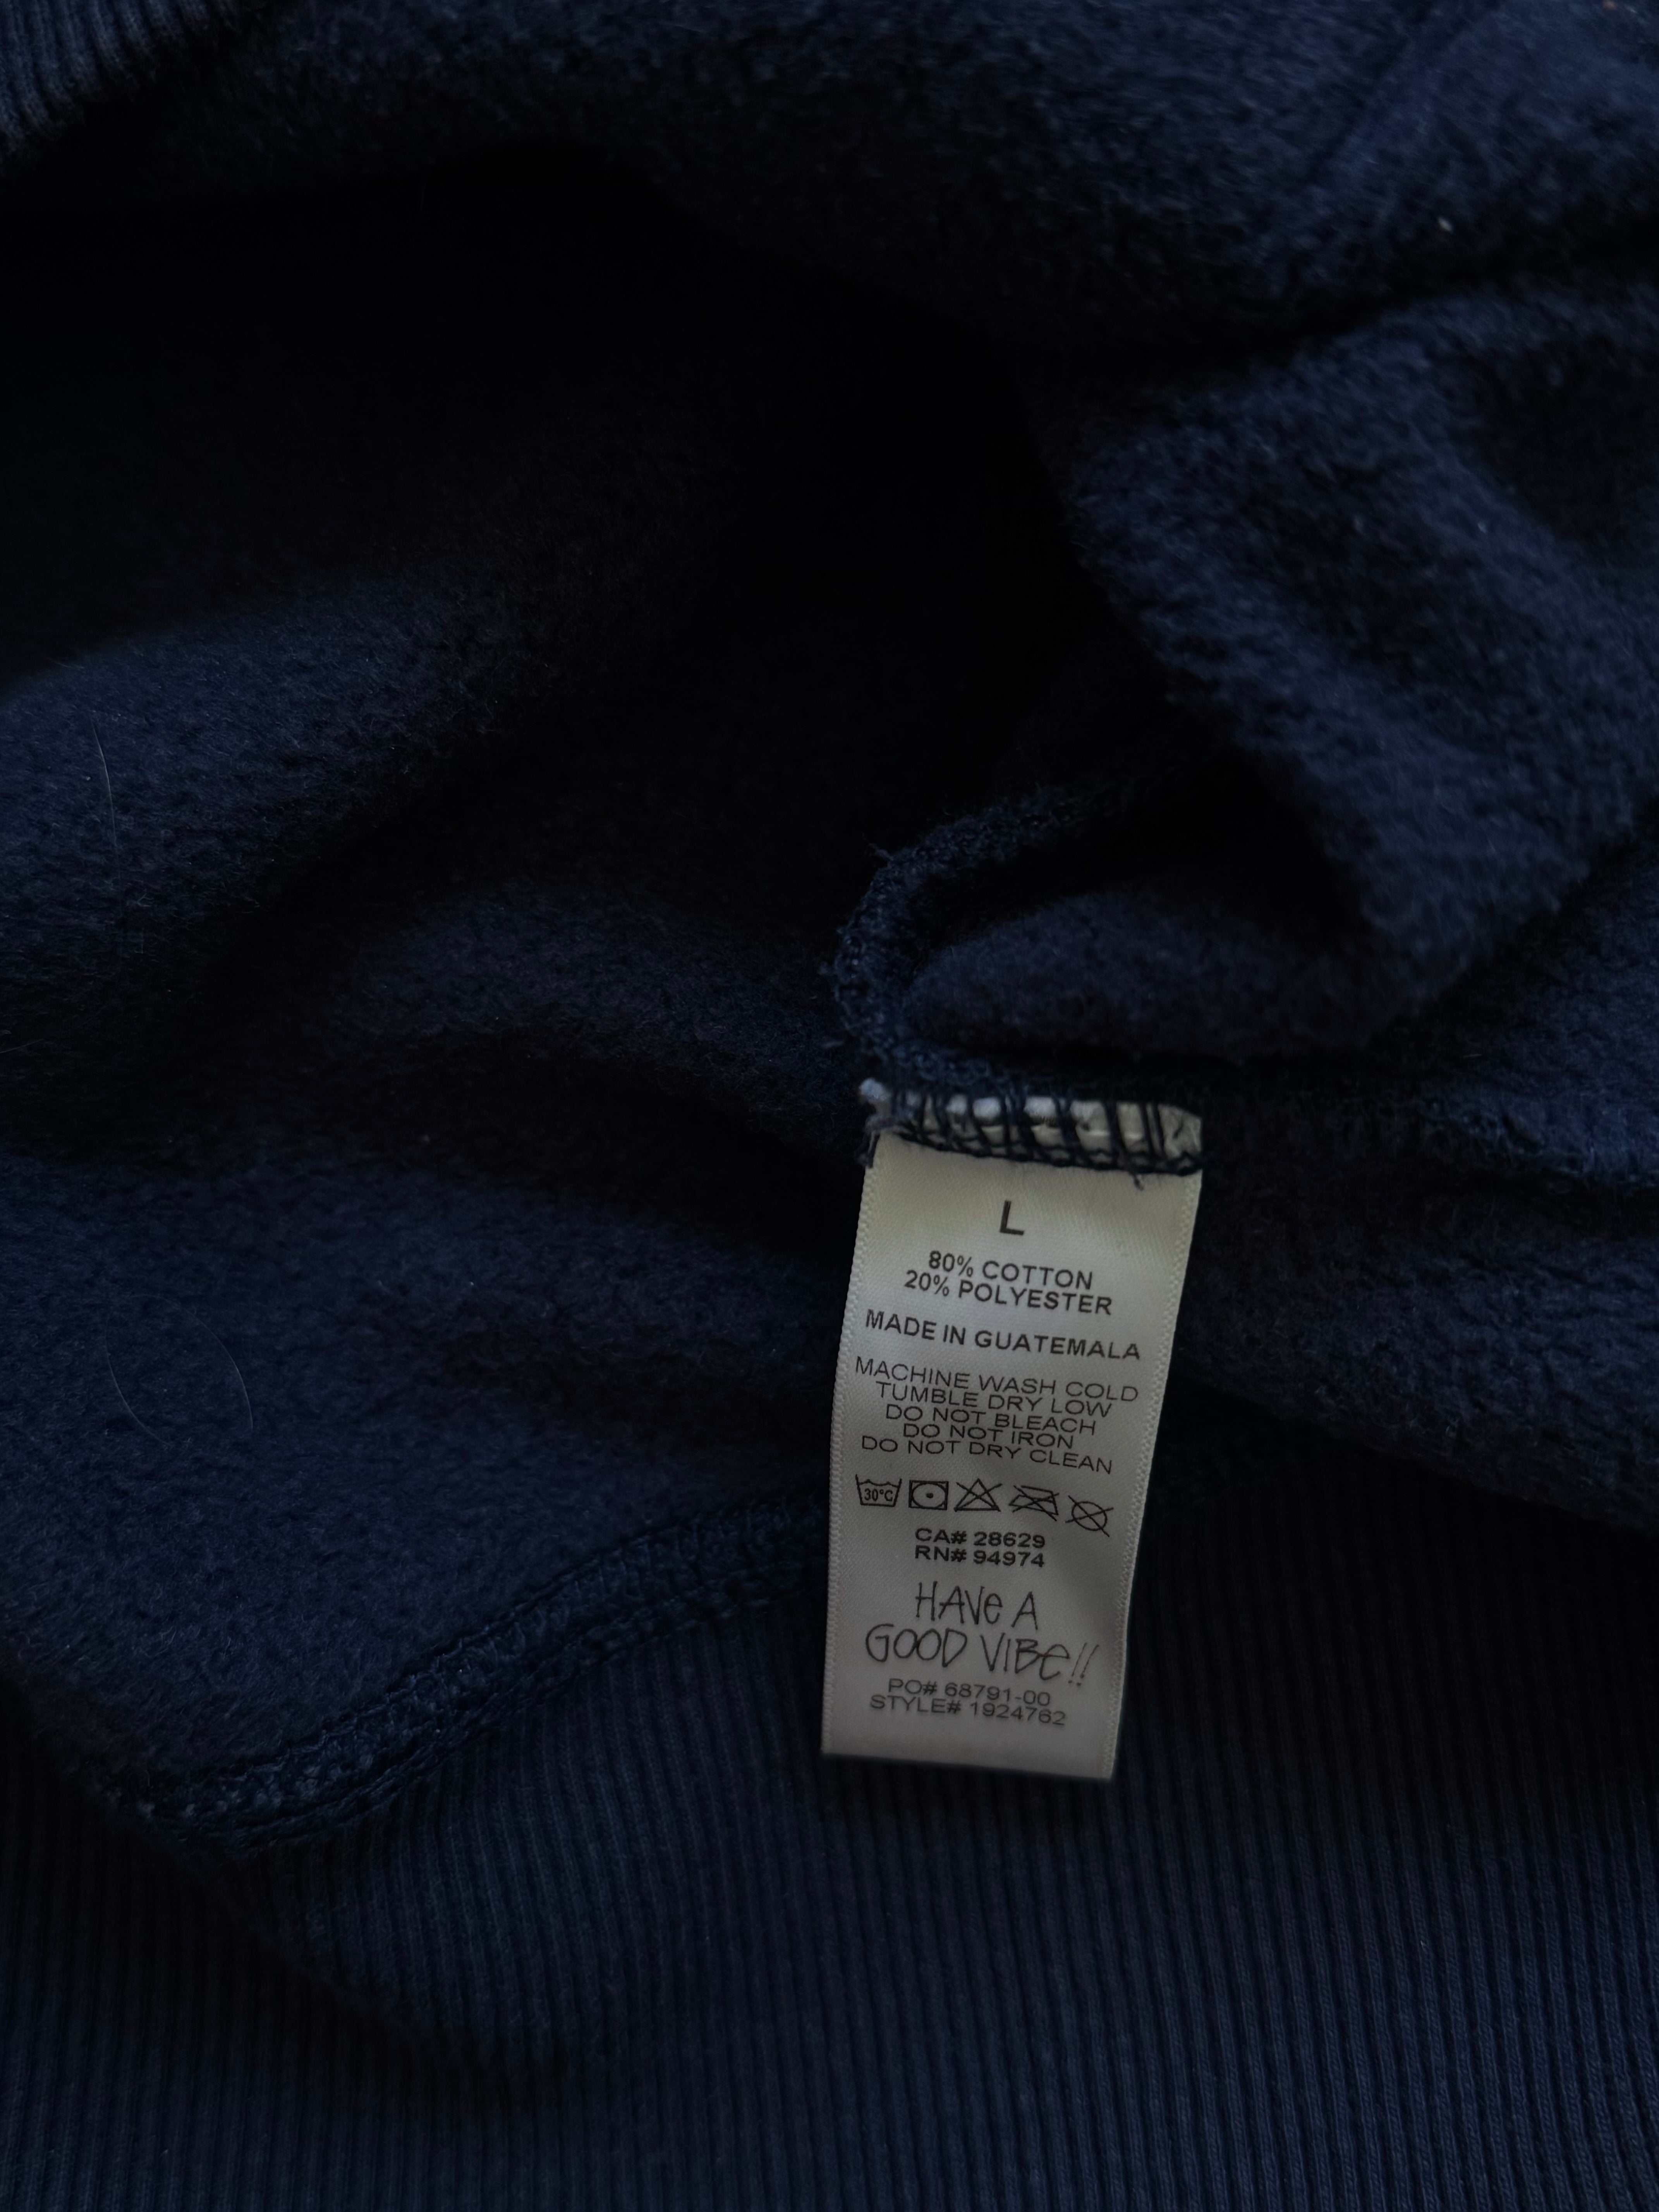 L
80% COTTON
20% POLYESTER
MADE IN GUATEMALA
MACHINE WASH COLD
TUMBLE DRY LOW
DO NOT BLEACH
DO NOT IRON
DO NOT DRY CLEAN
30°C
CA# 28629
RN# 94974
HAVe A
GOOD VIBe!!
PO# 68791-00
STYLE# 1924762